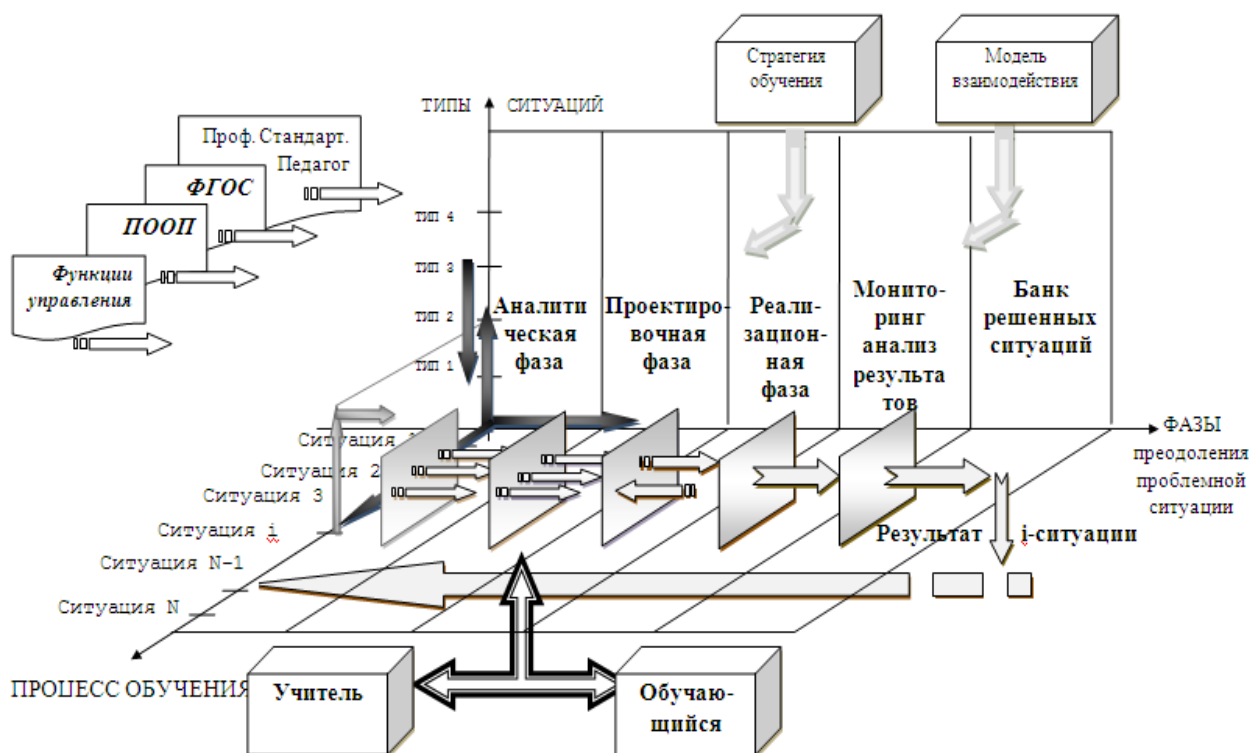 Стратегия
обучения
Модель
взаимодействия
ТИПЫ СИТУАЦИЙ
Проф. Стандарт.
Педагог
ФГОС
ПООП
Функции
управления
ТИП 4
ТИП 3
ТИП 2
ТИП 1
Аналити
ческая
фаза
Проектиро-
вочная
фаза
Реали-
зационн-
ная
фаза
Монито-
ринг
анализ
результа
тов
Банк
решенных
ситуаций
ФАЗЫ
преодоления
проблемной
ситуации
Ситуация 1
Ситуация 2
Ситуация 3
Ситуация i
Ситуация N-1
Ситуация N
Результат i-ситуации
ПРОЦЕСС ОБУЧЕНИЯ
Учитель
Обучаю-
щийся